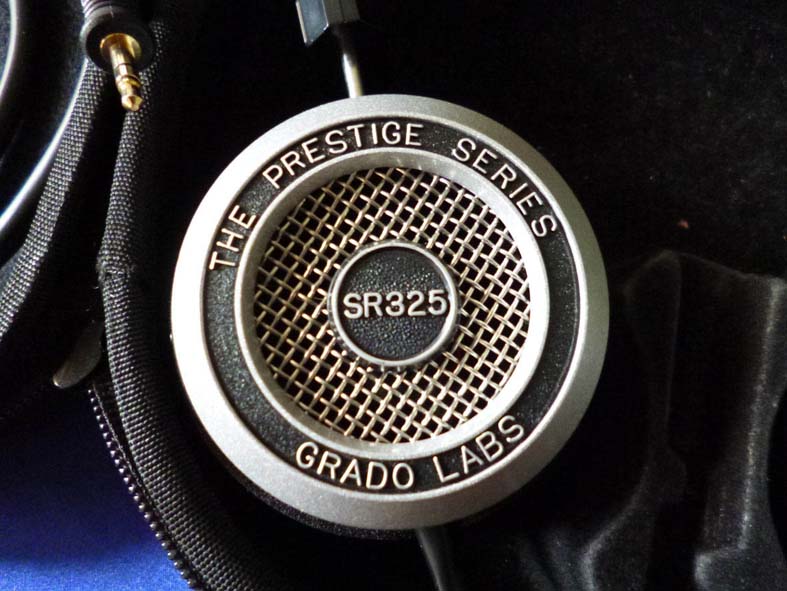 THE PRESTIGE SERIES
SR325
GRADO LABS